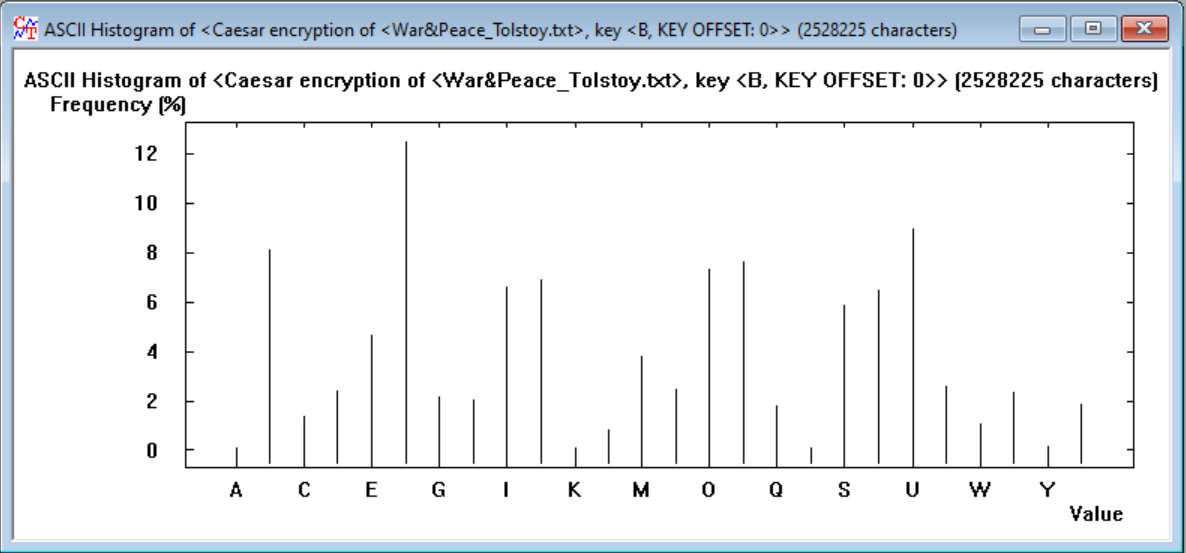 ASCII Histogram of <Caesar encryption of <War&Peace_Tolstoy.txt>, key <B, KEY OFFSET: 0>> (2528225 characters)
ASCII Histogram of <Caesar encryption of <War&Peace_Tolstoy.txt>, key <B, KEY OFFSET: 0>> (2528225 characters)
Frequency (%)
12
10
8
6
4
2
0
A C E G I K M O Q S U W Y
Value